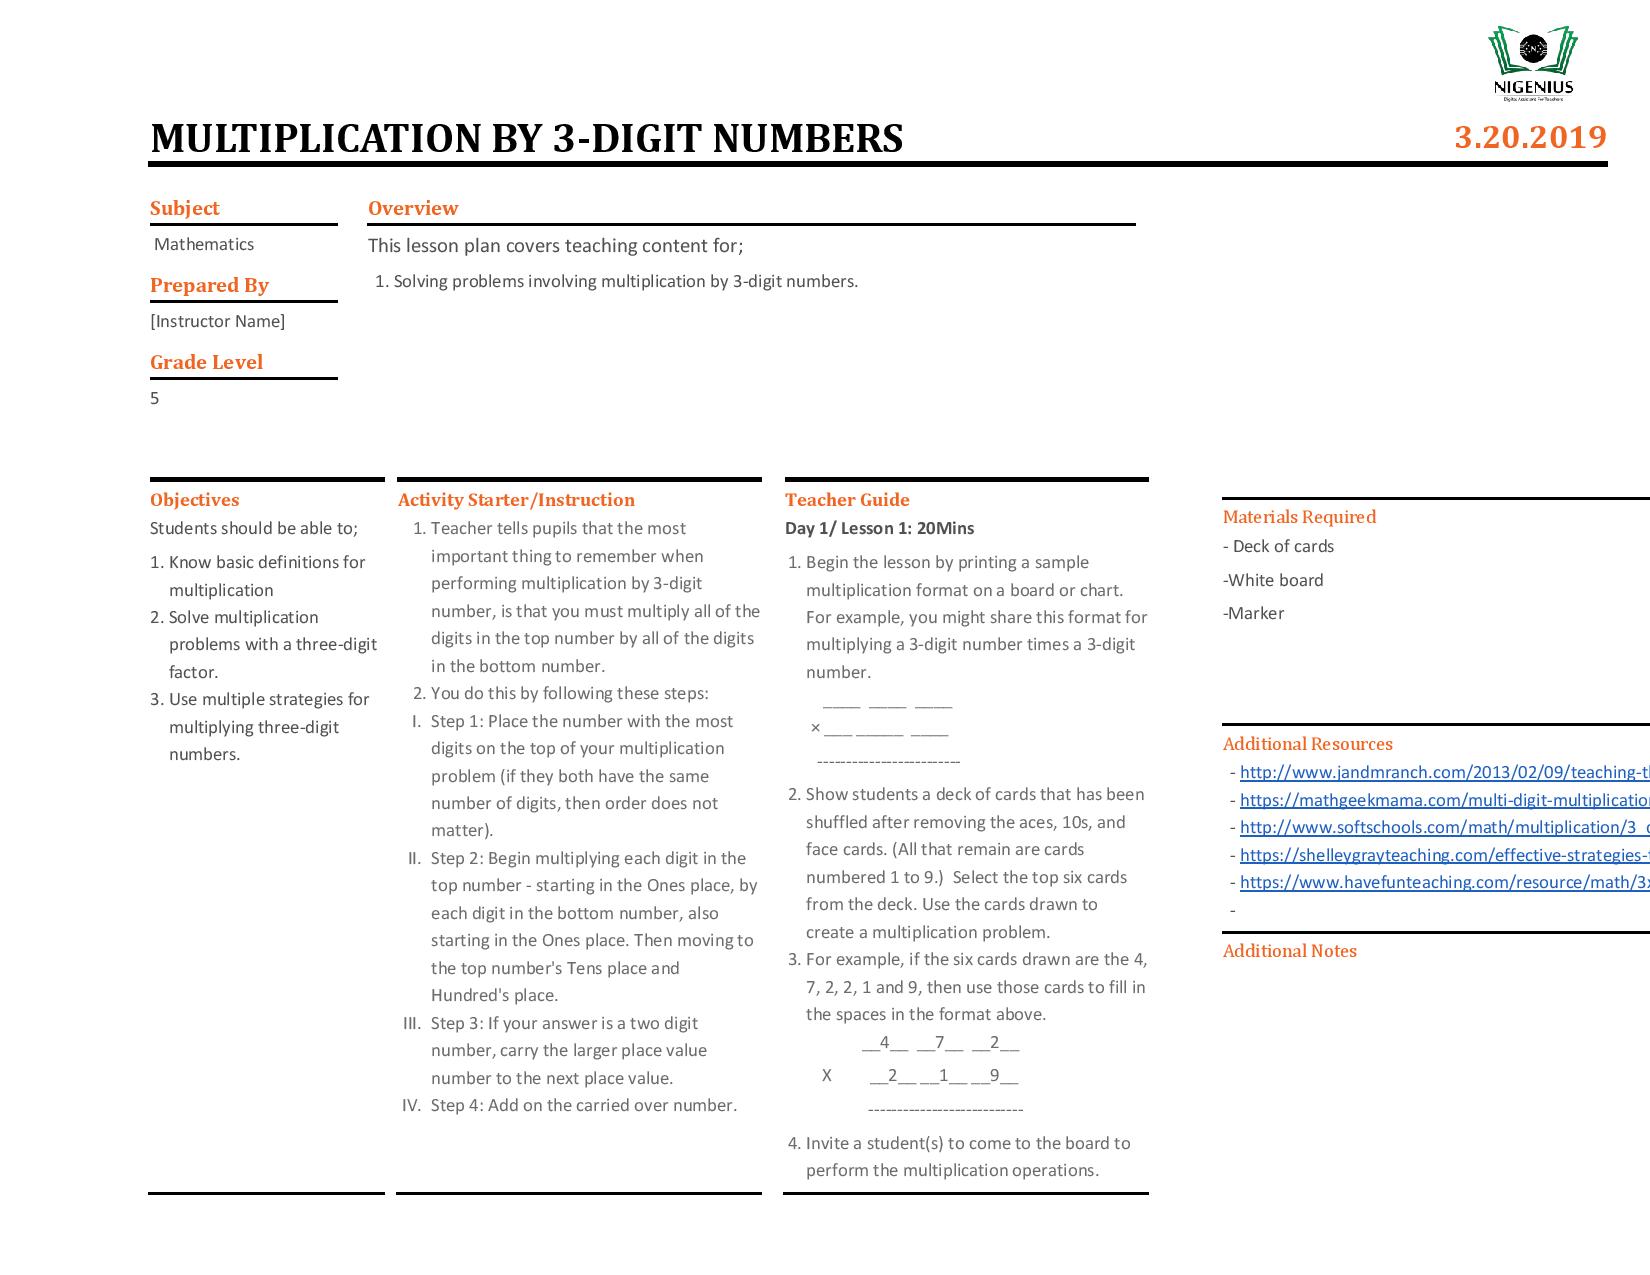 NIGENIUS
Digital Assistant For Teachers
MULTIPLICATION BY 3-DIGIT NUMBERS
3.20.2019
Subject
Mathematics
Prepared By
[Instructor Name]
Grade Level
5
Overview
This lesson plan covers teaching content for;
1. Solving problems involving multiplication by 3-digit numbers.
Objectives
Students should be able to;
1. Know basic definitions for
multiplication
2. Solve multiplication
problems with a three-digit
factor.
3. Use multiple strategies for
multiplying three-digit
numbers.
Activity Starter/Instruction
1. Teacher tells pupils that the most
important thing to remember when
performing multiplication by 3-digit
number, is that you must multiply all of the
digits in the top number by all of the digits
in the bottom number.
2. You do this by following these steps:
I. Step 1: Place the number with the most
digits on the top of your multiplication
problem (if they both have the same
number of digits, then order does not
matter).
II. Step 2: Begin multiplying each digit in the
top number - starting in the Ones place, by
each digit in the bottom number, also
starting in the Ones place. Then moving to
the top number's Tens place and
Hundred's place.
III. Step 3: If your answer is a two digit
number, carry the larger place value
number to the next place value.
IV. Step 4: Add on the carried over number.
Teacher Guide
Day 1/ Lesson 1: 20Mins
1. Begin the lesson by printing a sample
multiplication format on a board or chart.
For example, you might share this format for
multiplying a 3-digit number times a 3-digit
number.
____ ____ ____
× ___ _____ ____
-------------------------
2. Show students a deck of cards that has been
shuffled after removing the aces, 10s, and
face cards. (All that remain are cards
numbered 1 to 9.)  Select the top six cards
from the deck. Use the cards drawn to
create a multiplication problem.
3. For example, if the six cards drawn are the 4,
7, 2, 2, 1 and 9, then use those cards to fill in
the spaces in the format above.
__4__ __7__ __2__
X __2__ __1__ __9__
---------------------------
4. Invite a student(s) to come to the board to
perform the multiplication operations.
Materials Required
- Deck of cards
-White board
-Marker
Additional Resources
- http://www.jandmranch.com/2013/02/09/teaching-
- https://mathgeekmama.com/multi-digit-multiplication
- http://www.softschools.com/math/multiplication/3_
- https://shelleygrayteaching.com/effective-strategies-
- https://www.havefunteaching.com/resource/math/3x
-
Additional Notes